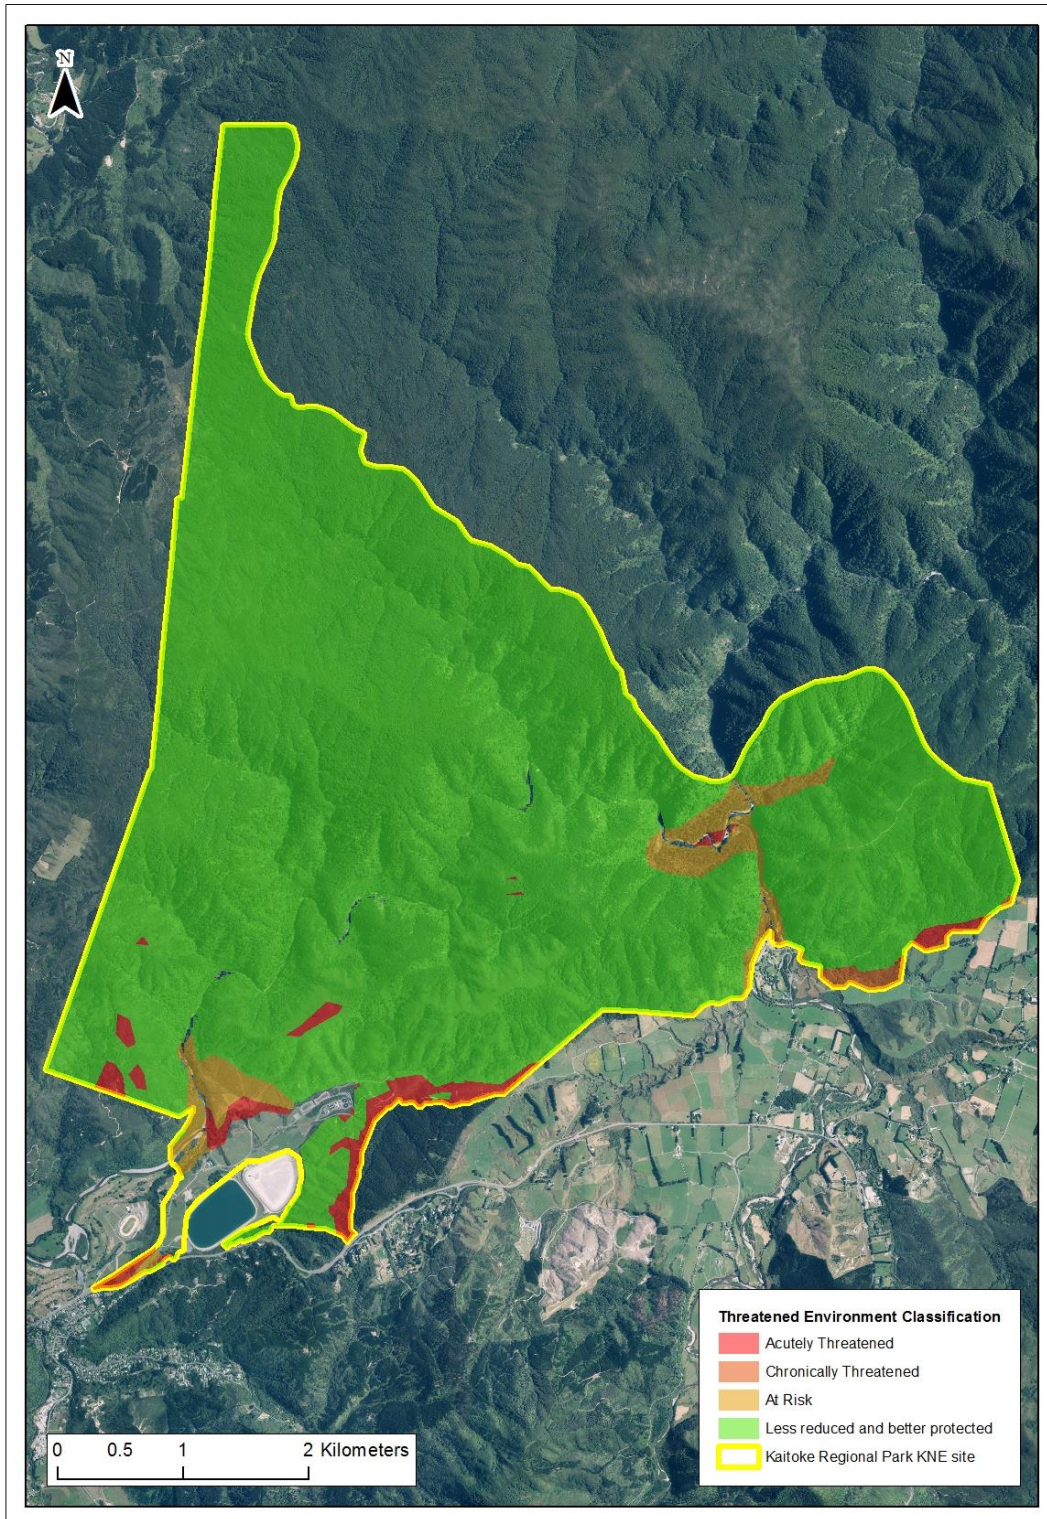 N
Threatened Environment Classification
Acutely Threatened
Chronically Threatened
At Risk
Less reduced and better protected
Kaitoke Regional Park KNE site
0 0.5 1 2 Kilometers